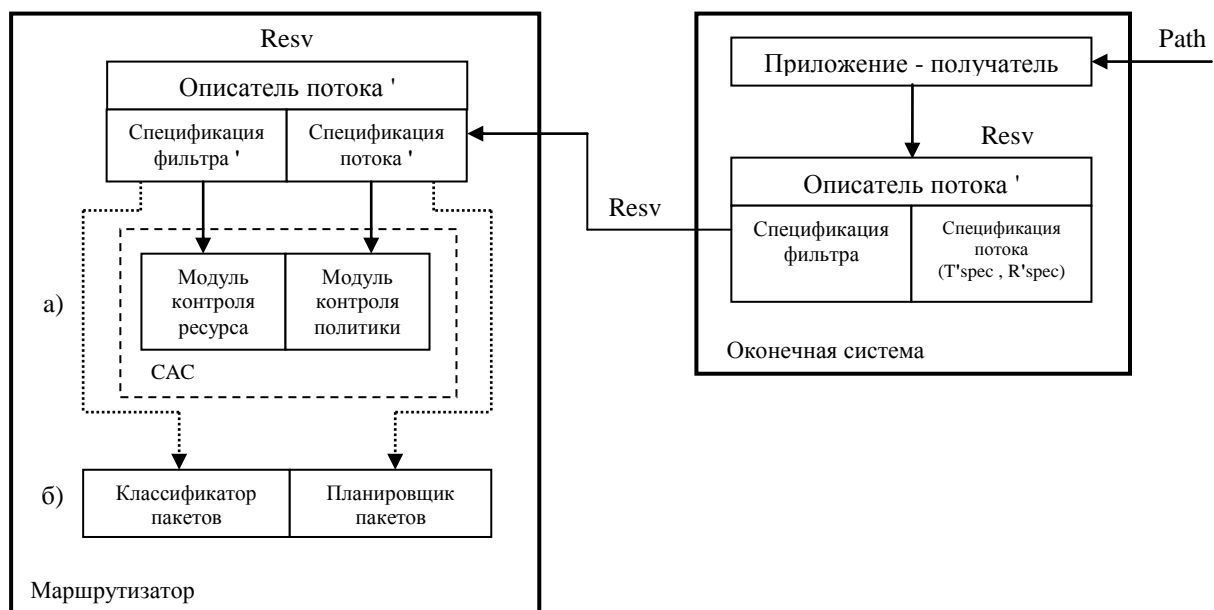 Resv
Описатель потока '
Спецификация
фильтра '
Спецификация
потока '
а)
Модуль
контроля
ресурса
Модуль
контроля
политики
CAC
б)
Классификатор
пакетов
Планировщик
пакетов
Маршрутизатор
Resv
Path
Приложение - получатель
Resv
Описатель потока '
Спецификация
фильтра
Спецификация
потока
(T'spec , R'spec)
Оконечная система